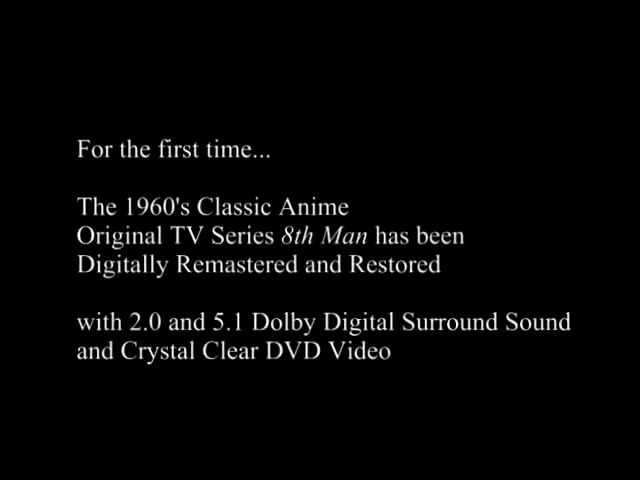 For the first time...
The 1960's Classic Anime
Original TV Series 8th Man has been
Digitally Remastered and Restored
with 2.0 and 5.1 Dolby Digital Surround Sound
and Crystal Clear DVD Video